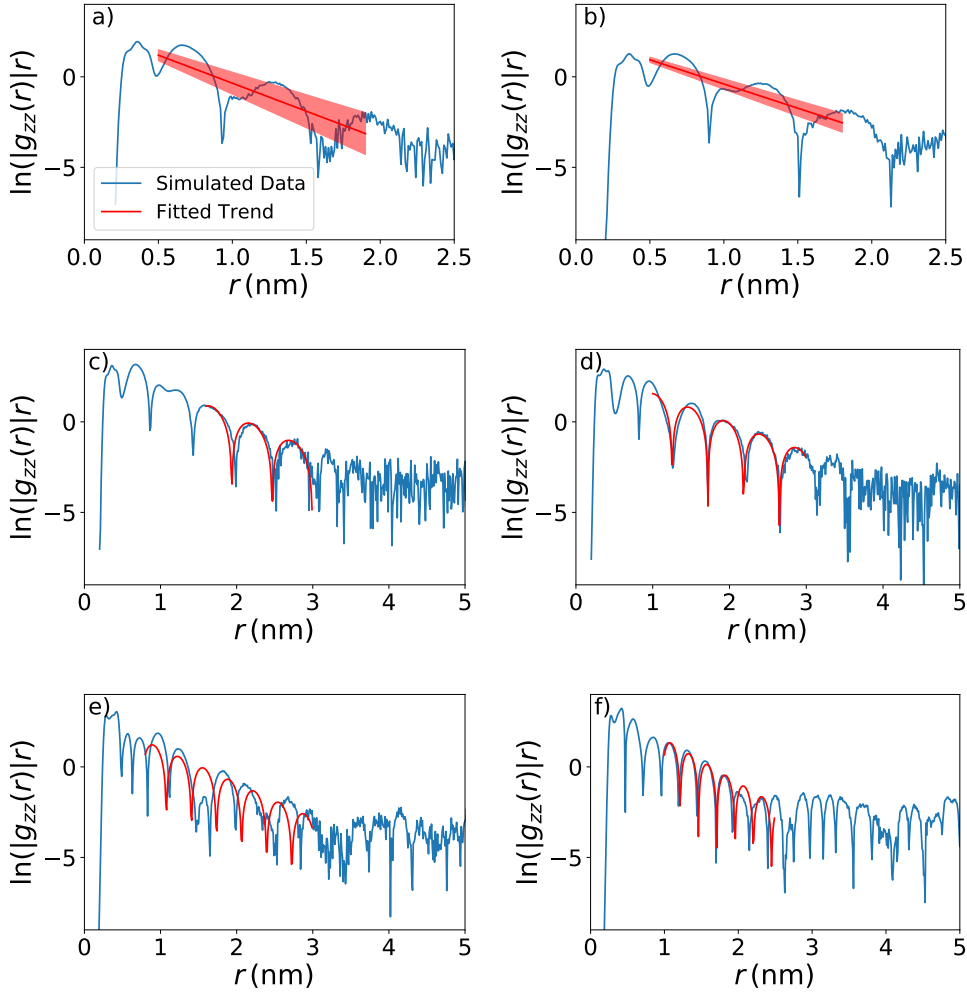 a)
ln(|g_zz(r)|r)
0
−5
Simulated Data
Fitted Trend
0.0 0.5 1.0 1.5 2.0 2.5
r (nm)
b)
ln(|g_zz(r)|r)
0
−5
0.0 0.5 1.0 1.5 2.0 2.5
r (nm)
c)
ln(|g_zz(r)|r)
0
−5
0 1 2 3 4 5
r (nm)
d)
ln(|g_zz(r)|r)
0
−5
0 1 2 3 4 5
r (nm)
e)
ln(|g_zz(r)|r)
0
−5
0 1 2 3 4 5
r (nm)
f)
ln(|g_zz(r)|r)
0
−5
0 1 2 3 4 5
r (nm)